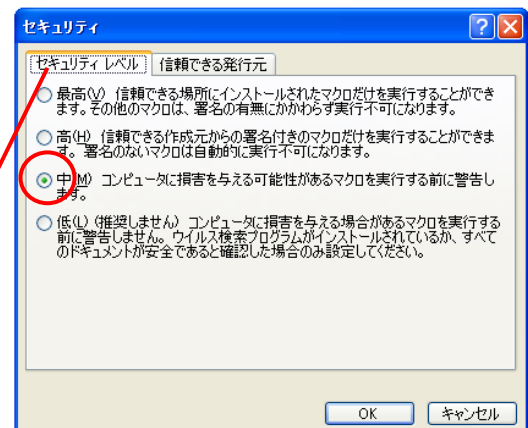 セキュリティ
セキュリティ レベル 信頼できる発行元
最高(V) 信頼できる場所にインストールされたマクロだけを実行することができ
ます。その他のマクロは、署名の有無にかかわらず実行不可になります。
高(H) 信頼できる作成元からの署名付きのマクロだけを実行することができま
す。署名のないマクロは自動的に実行不可になります。
中(M) コンピュータに損害を与える可能性があるマクロを実行する前に警告し
ます。
低(L) (推奨しません) コンピュータに損害を与える場合があるマクロを実行する
前に警告しません。ウイルス検索プログラムがインストールされているか、すべて
のドキュメントが安全であると確認した場合のみ設定してください。
OK キャンセル